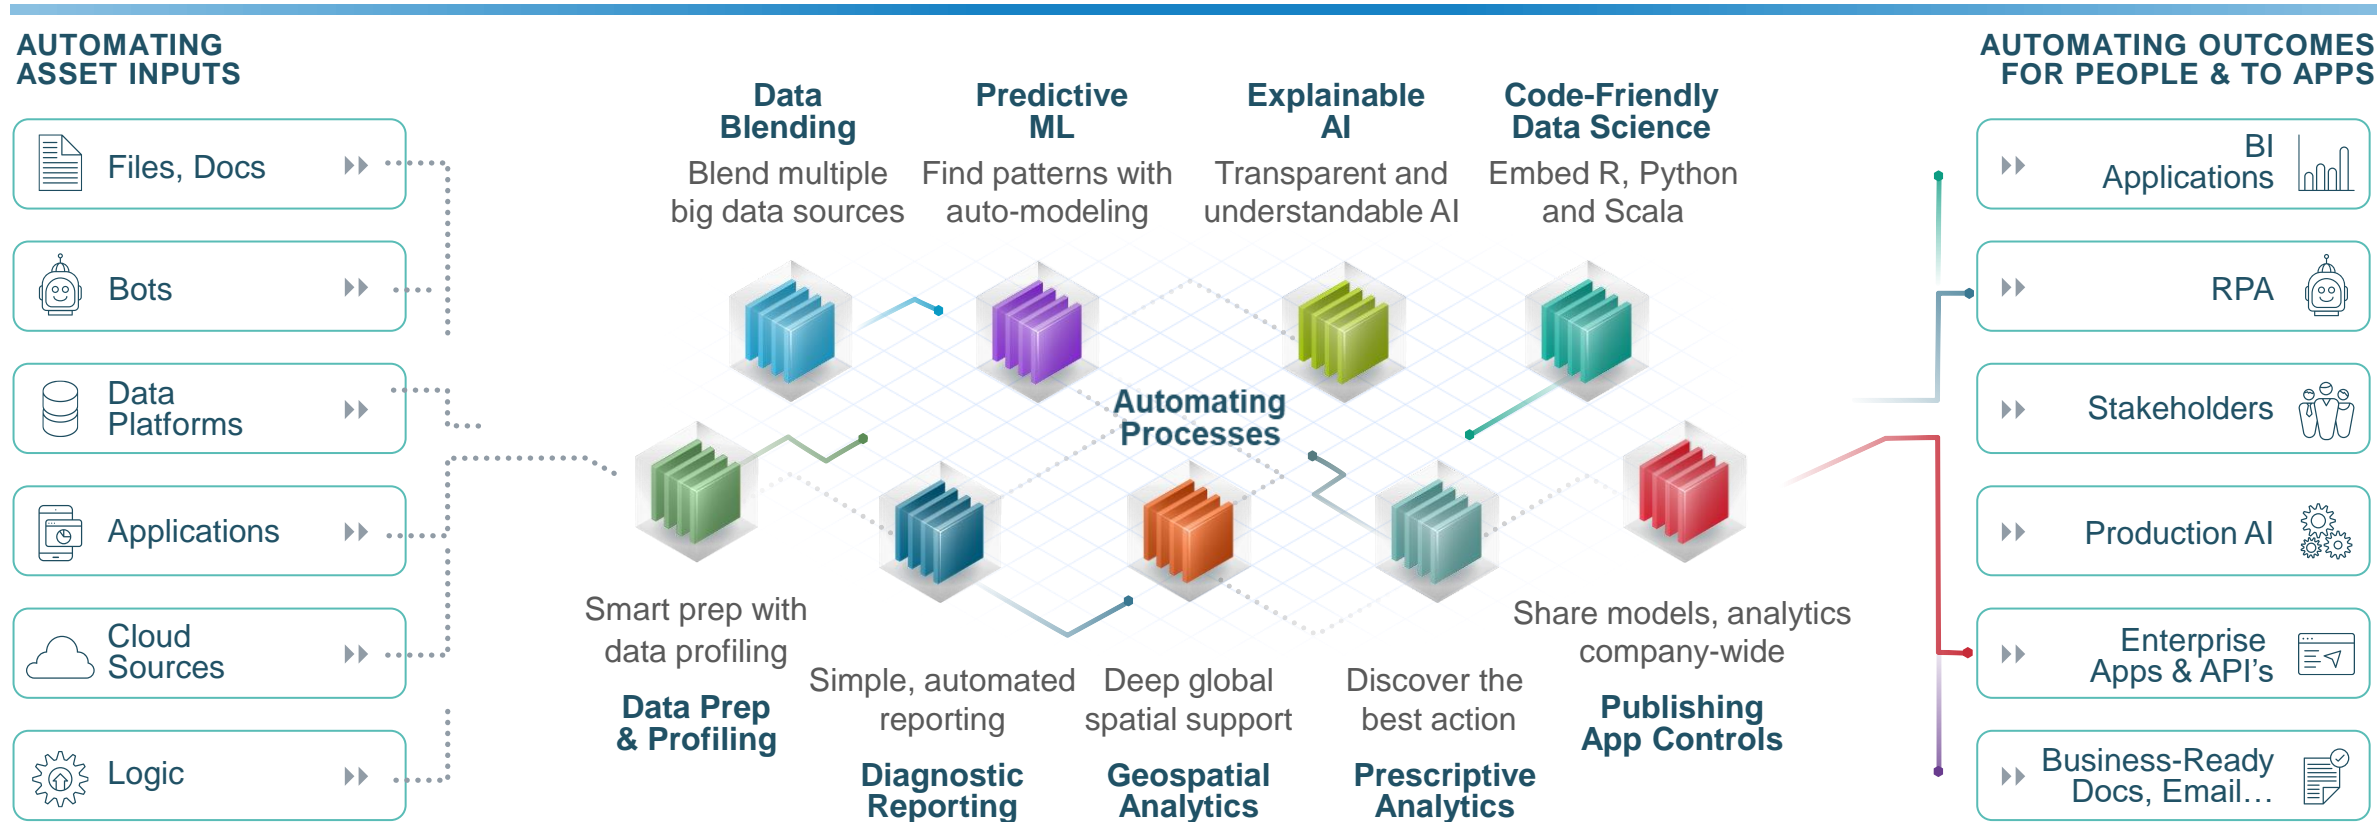 AUTOMATING
ASSET INPUTS
Files, Docs
Bots
Data
Platforms
Applications
Cloud
Sources
Logic
Data
Blending
Blend multiple
big data sources
Predictive
ML
Find patterns with
auto-modeling
Explainable
AI
Transparent and
understandable AI
Code-Friendly
Data Science
Embed R, Python
and Scala
Automating
Processes
Smart prep with
data profiling
Data Prep
& Profiling
Simple, automated
reporting
Diagnostic
Reporting
Deep global
spatial support
Geospatial
Analytics
Discover the
best action
Prescriptive
Analytics
Share models, analytics
company-wide
Publishing
App Controls
AUTOMATING OUTCOMES
FOR PEOPLE & TO APPS
BI
Applications
RPA
Stakeholders
Production AI
Enterprise
Apps & API’s
Business-Ready
Docs, Email…